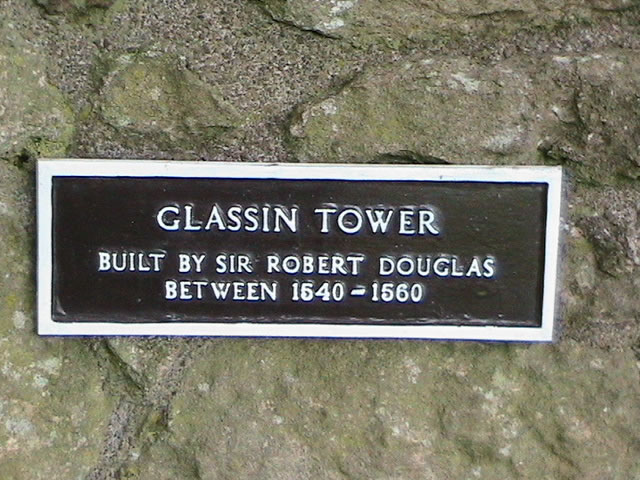 GLASSIN TOWER
BUILT BY SIR ROBERT DOUGLAS
BETWEEN 1540-1560